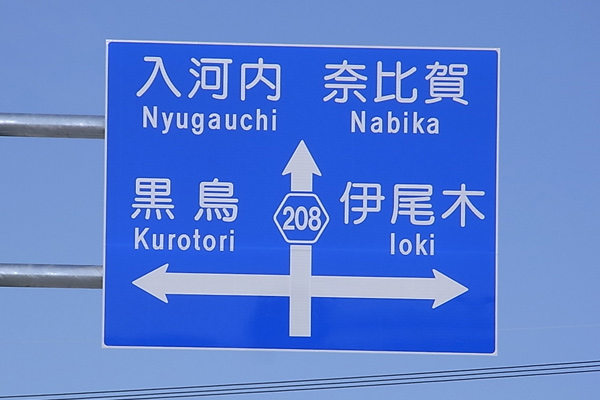 入河内 奈比賀
Nyugauchi Nabika
黒鳥 208 伊尾木
Kurotori Ioki